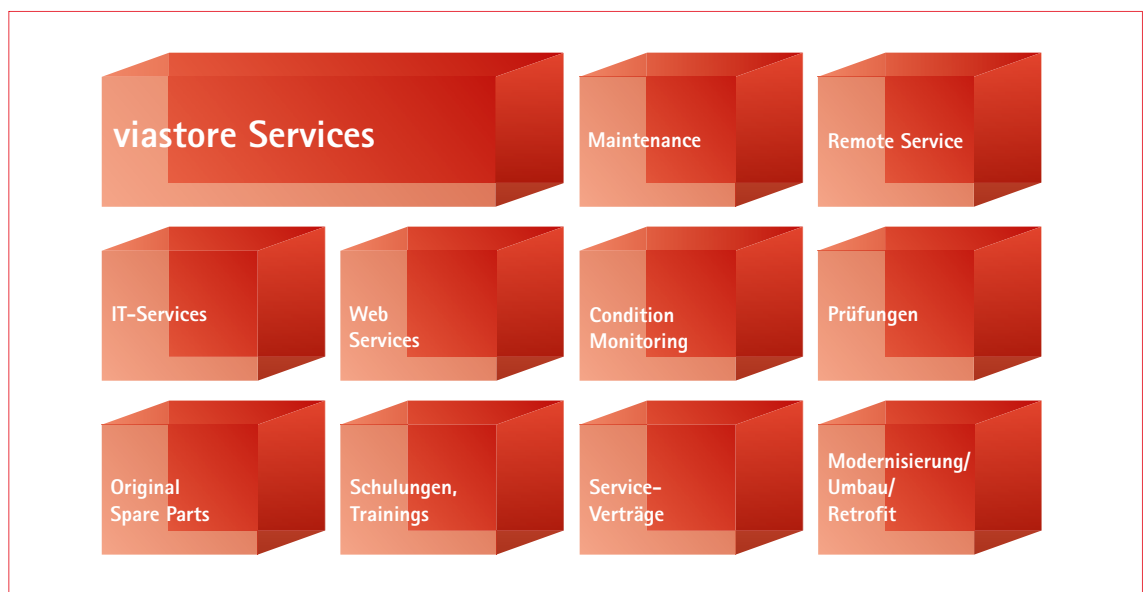 viastore Services
Maintenance
Remote Service
IT-Services
Web
Services
Condition
Monitoring
Prüfungen
Original
Spare Parts
Schulungen,
Trainings
Service-
Verträge
Modernisierung/
Umbau/
Retrofit